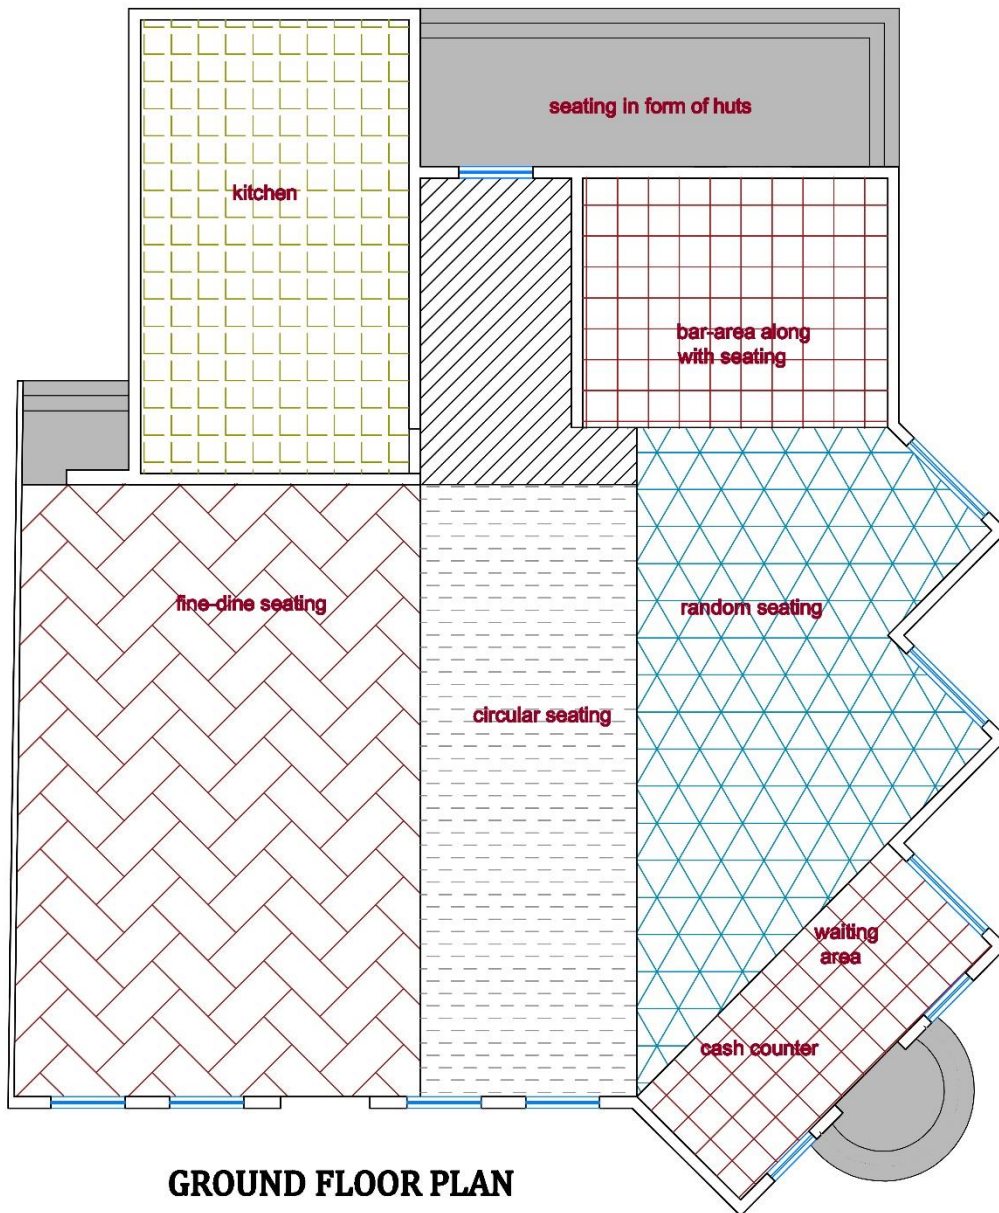 seating in form of huts
kitchen
bar-area along
with seating
fine-dine seating
random seating
circular seating
waiting
area
cash counter
GROUND FLOOR PLAN